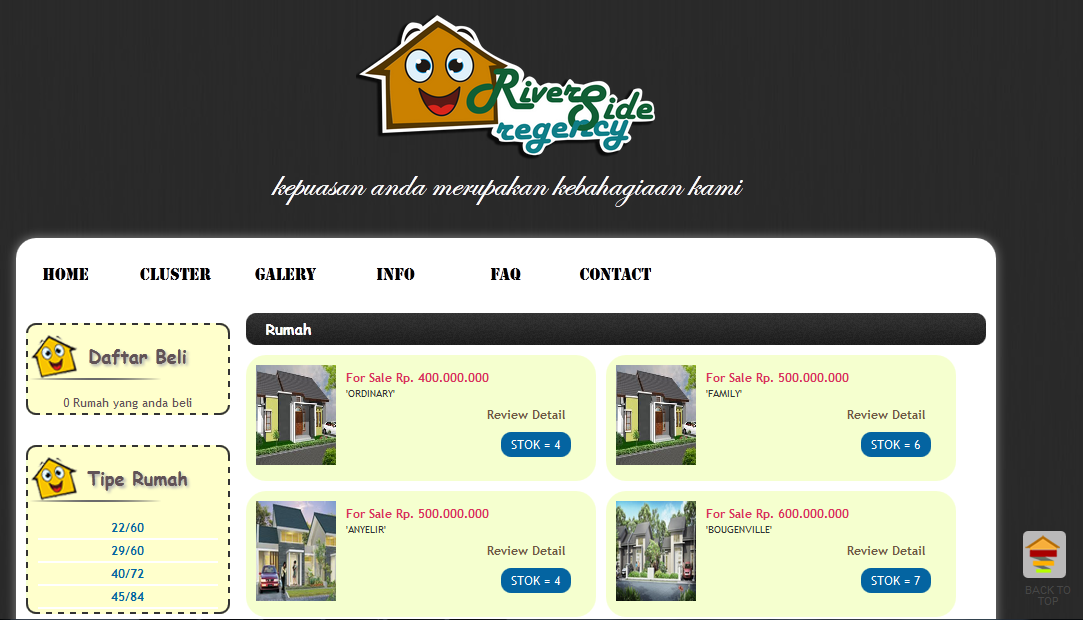 RiverSide
regency
kepuasan anda merupakan kebahagiaan kami
HOME CLUSTER GALERY INFO FAQ CONTACT
Daftar Beli
0 Rumah yang anda beli
Tipe Rumah
22/60
29/60
40/72
45/84
Rumah
For Sale Rp. 400.000.000
'ORDINARY'
Review Detail
STOK = 4
For Sale Rp. 500.000.000
'FAMILY'
Review Detail
STOK = 6
For Sale Rp. 500.000.000
'ANYELIR'
Review Detail
STOK = 4
For Sale Rp. 600.000.000
'BOUGENVILLE'
Review Detail
STOK = 7
BACK TO
TOP